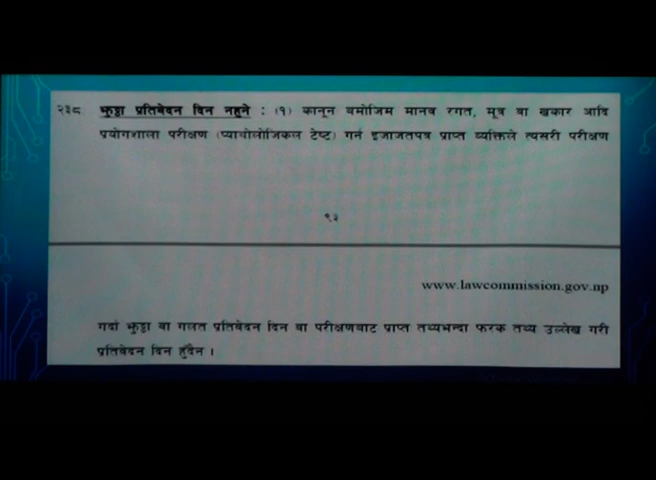 २३८ झुठ्ठा प्रतिवेदन दिन नहुने : (१) कानून बमोजिम मानव रगत, मूत्र वा खकार आदि
प्रयोगशाला परीक्षण (प्याथोलोजिकल टेष्ट) गर्न इजाजतपत्र प्राप्त व्यक्तिले त्यसरी परीक्षण
९३
www.lawcommission.gov.np
गर्दा झुठ्ठा वा गलत प्रतिवेदन दिन वा परीक्षणबाट प्राप्त तथ्यभन्दा फरक तथ्य उल्लेख गरी
प्रतिवेदन दिन हुँदैन ।